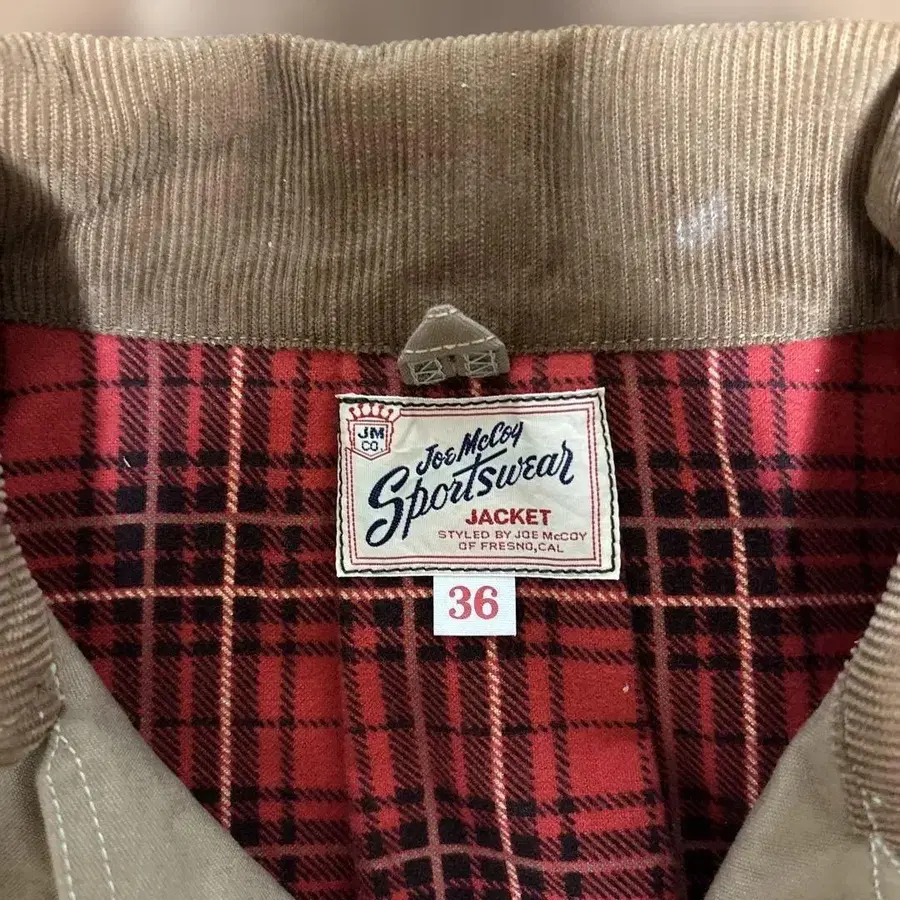 JM
CO.
Joe McCoy
Sportswear
JACKET
STYLED BY JOE McCOY
OF FRESNO, CAL
36